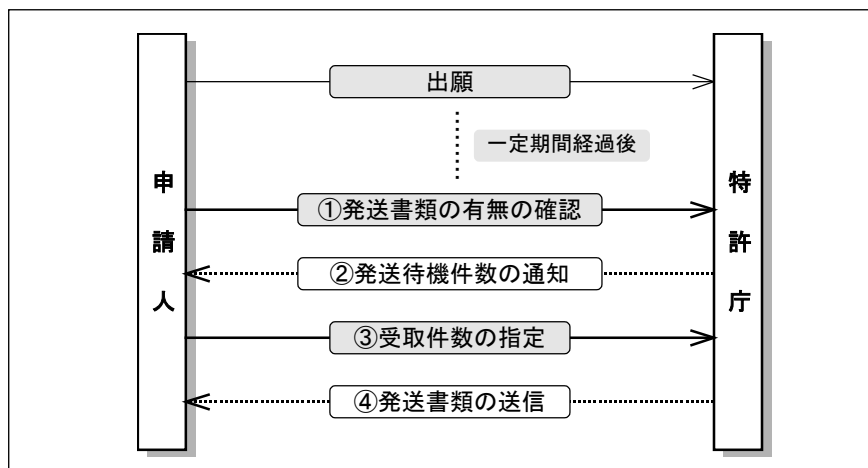 出願
一定期間経過後
申請人
特許庁
①発送書類の有無の確認
②発送待機件数の通知
③受取件数の指定
④発送書類の送信